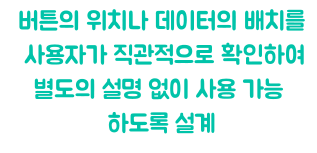 버튼의 위치나 데이터의 배치를
사용자가 직관적으로 확인하여
별도의 설명 없이 사용 가능
하도록 설계